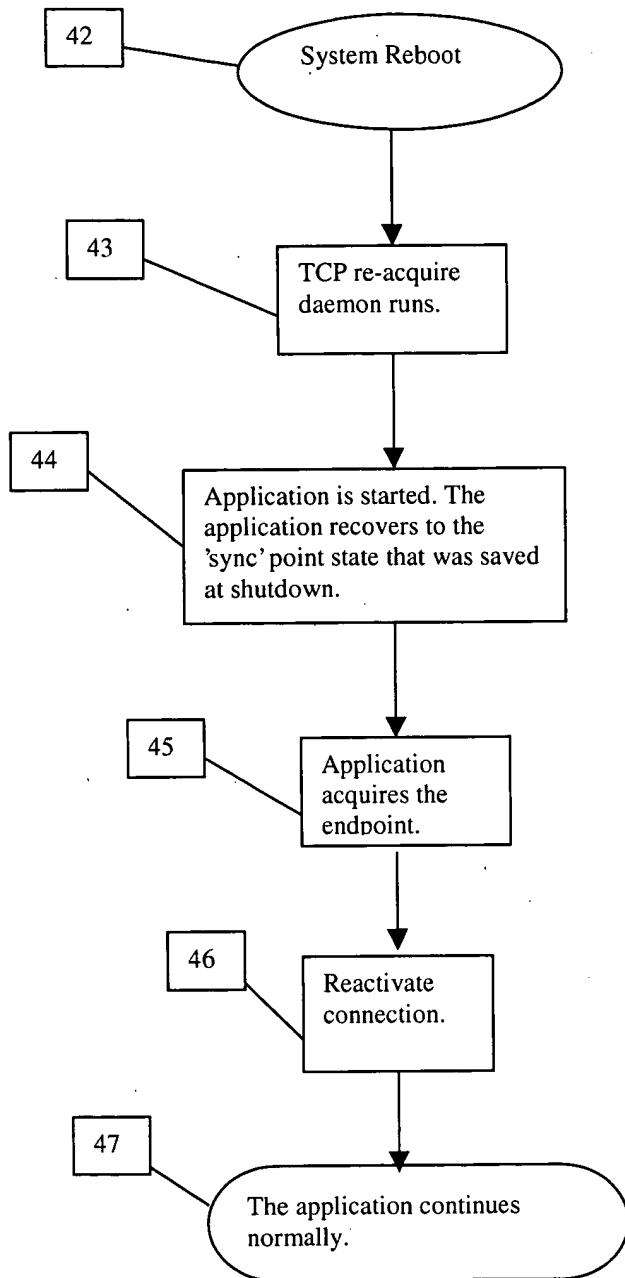 42
System Reboot
43
TCP re-acquire
daemon runs.
44
Application is started. The
application recovers to the
'sync' point state that was saved
at shutdown.
45
Application
acquires the
endpoint.
46
Reactivate
connection.
47
The application continues
normally.